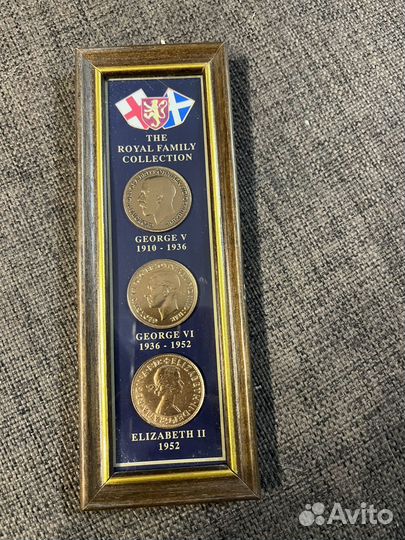 THE
ROYAL FAMILY
COLLECTION
GEORGE V
1910 - 1936
GEORGE VI
1936 - 1952
ELIZABETH II
1952
Avito